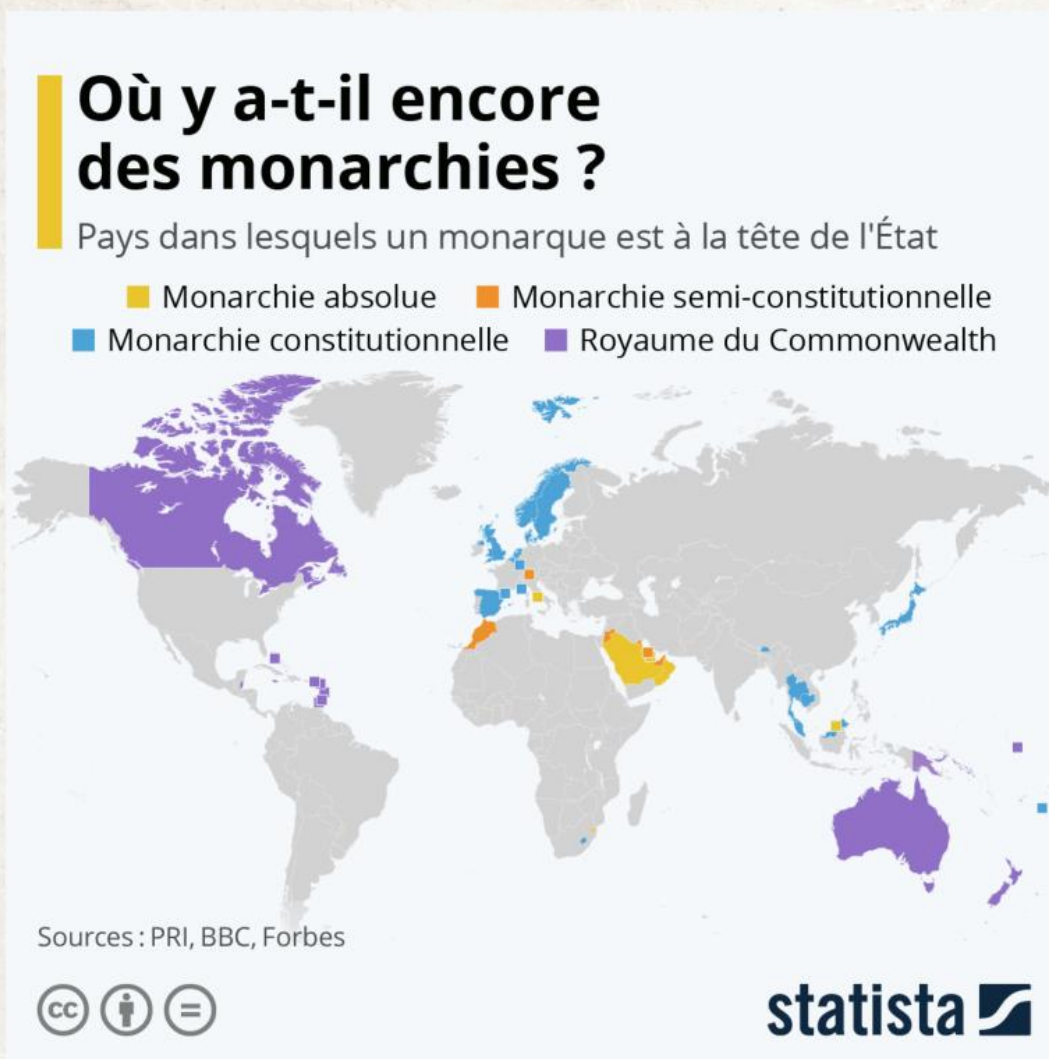 Où y a-t-il encore
des monarchies ?
Pays dans lesquels un monarque est à la tête de l'État
Monarchie absolue Monarchie semi-constitutionnelle
Monarchie constitutionnelle Royaume du Commonwealth
Sources : PRI, BBC, Forbes
cc
statista